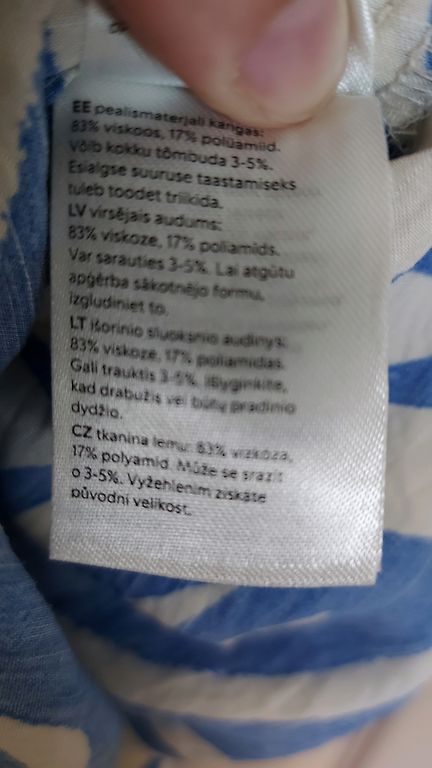 EE pealismaterjali kangas:
83% viskoos, 17% polüamiid.
Võib kokku tõmbuda 3-5%.
Esialgse suuruse taastamiseks
tuleb toodet triikida.
LV virsējais audums:
83% viskoze, 17% poliamīds.
Var sarauties 3-5%. Lai atgūtu
apģērba sākotnējo formu,
izgludiniet to.
LT išorinio sluoksnio audinys:
83% viskozė, 17% poliamidas.
Gali trauktis 3-5%. Išlyginkite,
kad drabužis vėl būtų pradinio
dydžio.
CZ tkanina lemu: 83% viskóza,
17% polyamid. Může se srazit
o 3-5%. Vyžehlením získáte
původní velikost.